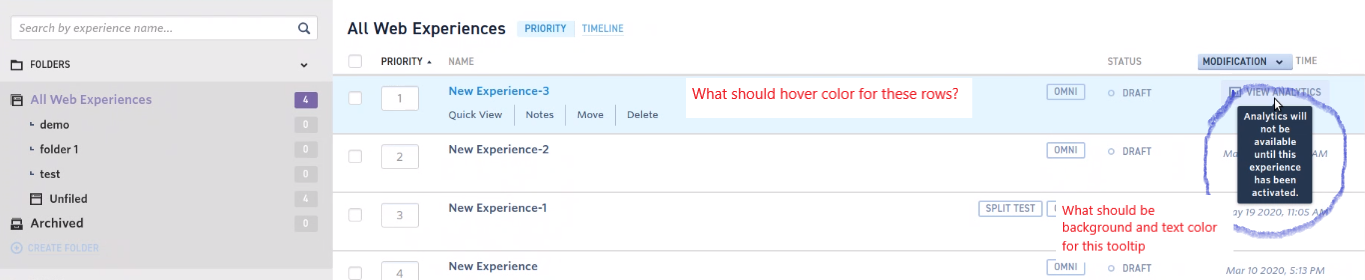 Search by experience name...
FOLDERS
All Web Experiences 4
demo 0
folder 1 0
test 0
Unfiled 4
Archived 0
CREATE FOLDER
All Web Experiences PRIORITY TIMELINE
PRIORITY NAME STATUS MODIFICATION TIME
1 New Experience-3 OMNI DRAFT VIEW ANALYTICS
Quick View Notes Move Delete
What should hover color for these rows?
Analytics will
not be
available
until this
experience
has been
activated.
2 New Experience-2 OMNI DRAFT AM
3 New Experience-1 SPLIT TEST ay 19 2020, 11:05 AM
What should be
background and text color
for this tooltip
4 New Experience OMNI DRAFT Mar 10 2020, 5:13 PM